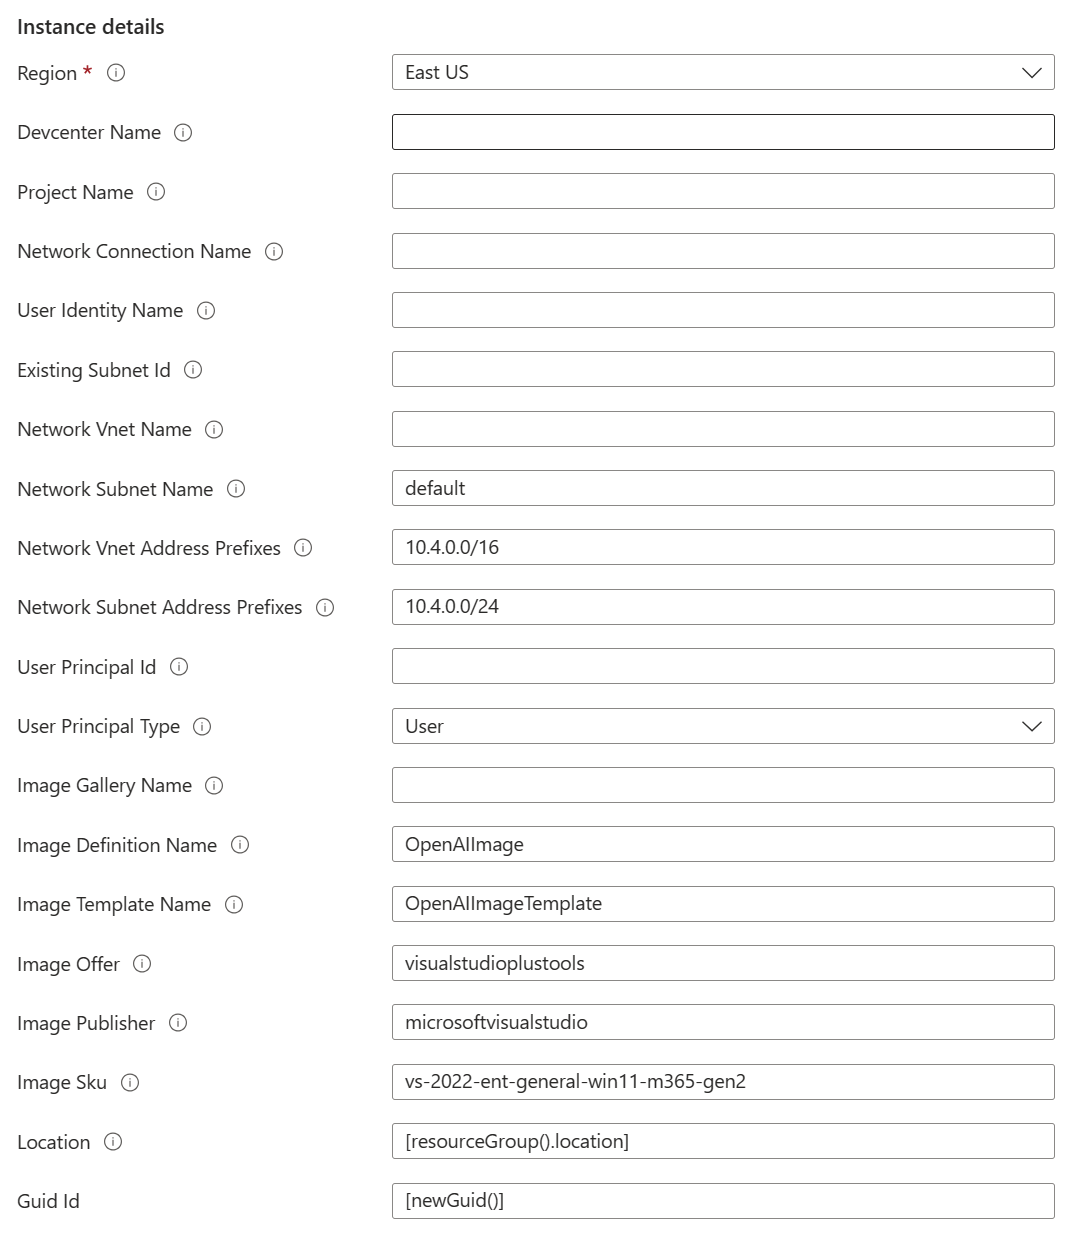 Instance details
Region *
East US
Devcenter Name
Project Name
Network Connection Name
User Identity Name
Existing Subnet Id
Network Vnet Name
Network Subnet Name
default
Network Vnet Address Prefixes
10.4.0.0/16
Network Subnet Address Prefixes
10.4.0.0/24
User Principal Id
User Principal Type
User
Image Gallery Name
Image Definition Name
OpenAIImage
Image Template Name
OpenAIImageTemplate
Image Offer
visualstudioplustools
Image Publisher
microsoftvisualstudio
Image Sku
vs-2022-ent-general-win11-m365-gen2
Location
[resourceGroup().location]
Guid Id
[newGuid()]